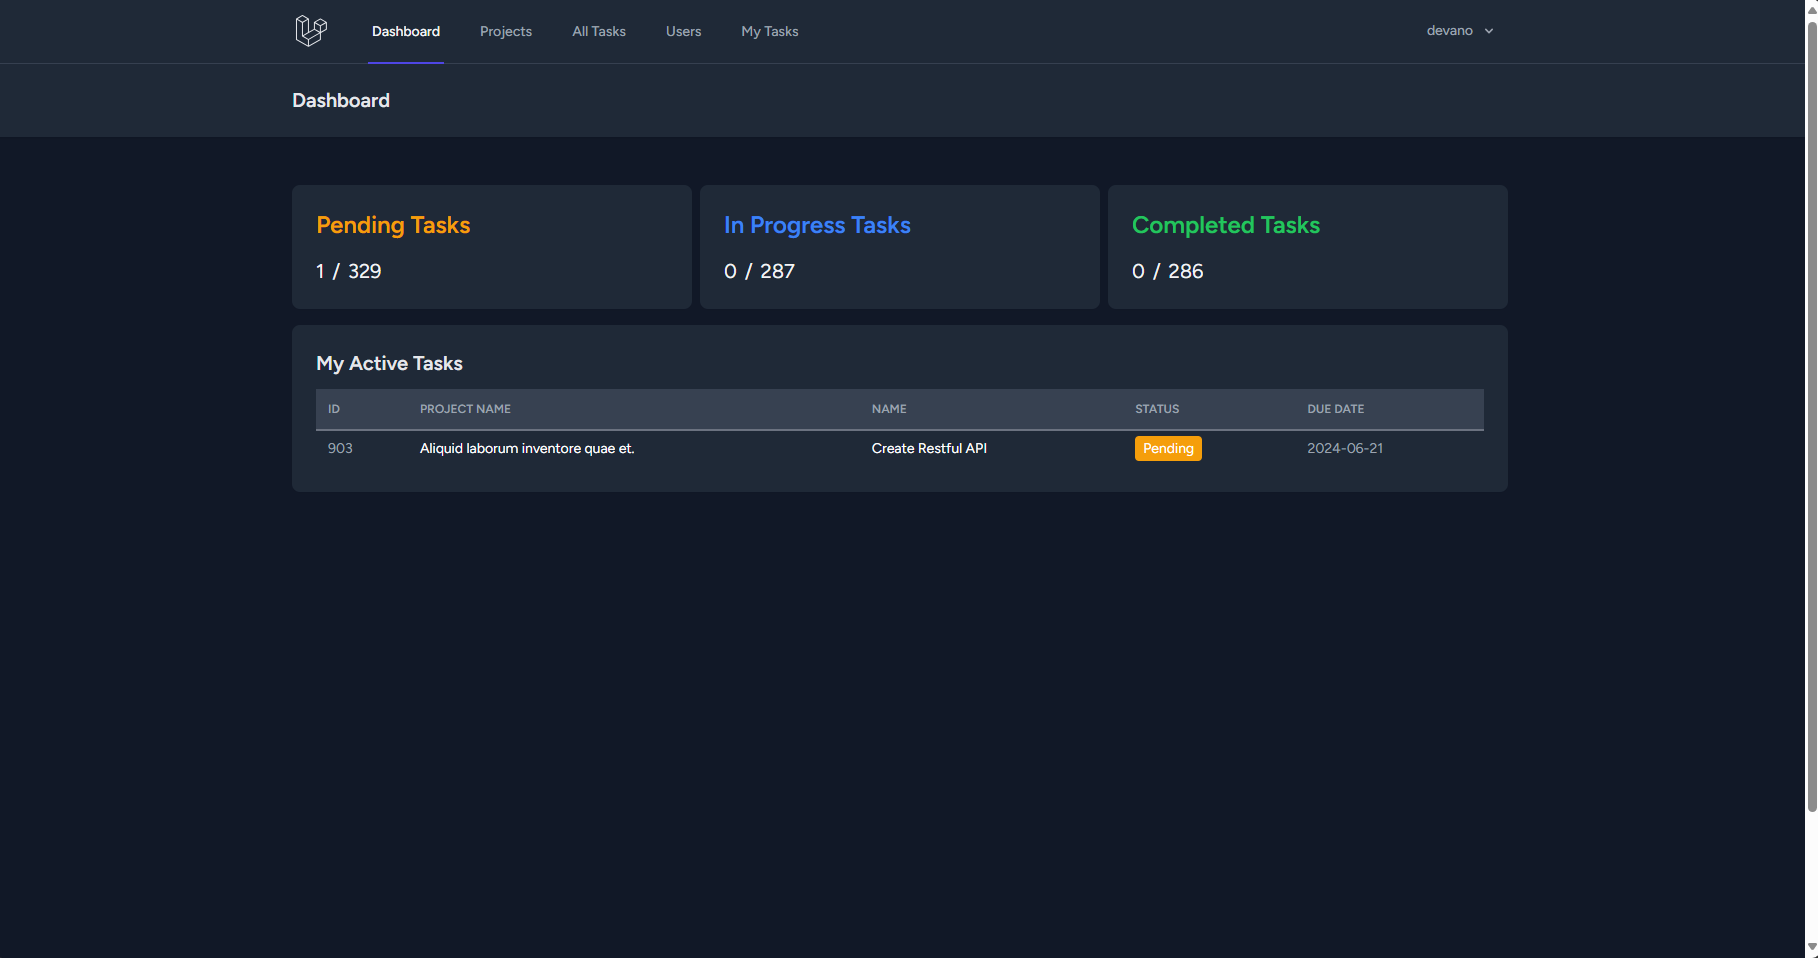 Dashboard Projects All Tasks Users My Tasks devano
Dashboard
Pending Tasks In Progress Tasks Completed Tasks
1 / 329 0 / 287 0 / 286
My Active Tasks
ID PROJECT NAME NAME STATUS DUE DATE
903 Aliquid laborum inventore quae et. Create Restful API Pending 2024-06-21